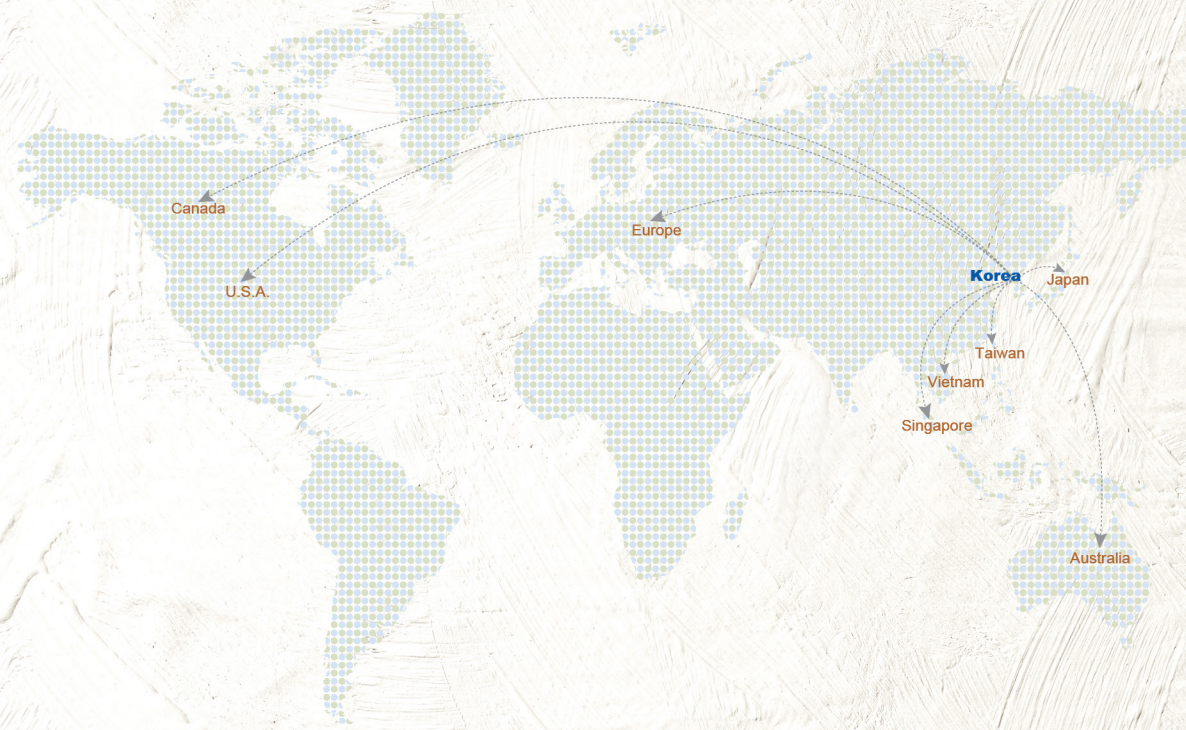 Canada
Europe
Korea
Japan
U.S.A.
Taiwan
Vietnam
Singapore
Australia